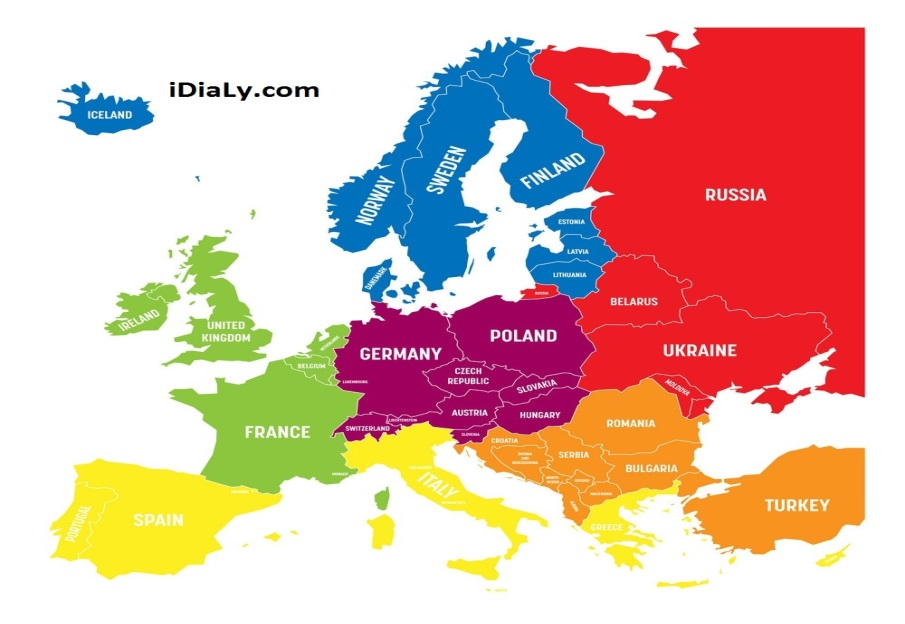 iDiaLy.com
ICELAND
NORWAY
SWEDEN
FINLAND
RUSSIA
ESTONIA
LATVIA
LITHUANIA
DENMARK
RUSSIA
BELARUS
IRELAND
UNITED
KINGDOM
BELGIUM
LUXEMBOURG
GERMANY
POLAND
UKRAINE
CZECH
REPUBLIC
SLOVAKIA
MOLDOVA
AUSTRIA
HUNGARY
LIECHTENSTEIN
SWITZERLAND
SLOVENIA
FRANCE
CROATIA
ROMANIA
SERBIA
BULGARIA
ITALY
PORTUGAL
SPAIN
GREECE
TURKEY